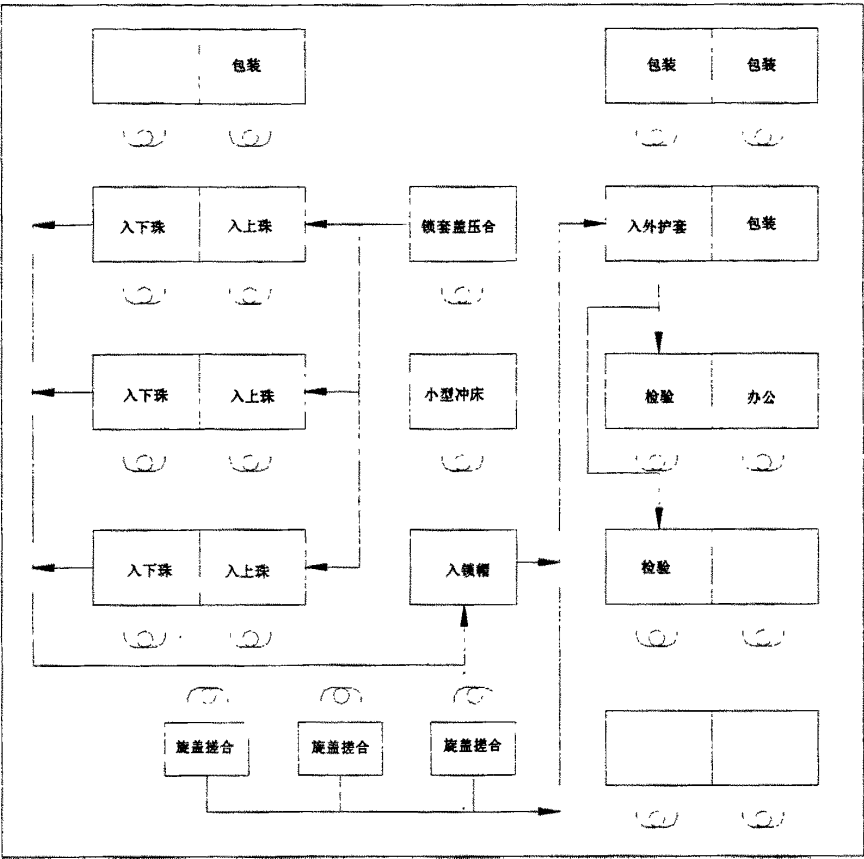 包装
包装 包装
入下珠 入上珠 锁套盖压合 入外护套 包装
入下珠 入上珠 小型冲床 检验 办公
入下珠 入上珠 入锁帽 检验
旋盖搓合 旋盖搓合 旋盖搓合